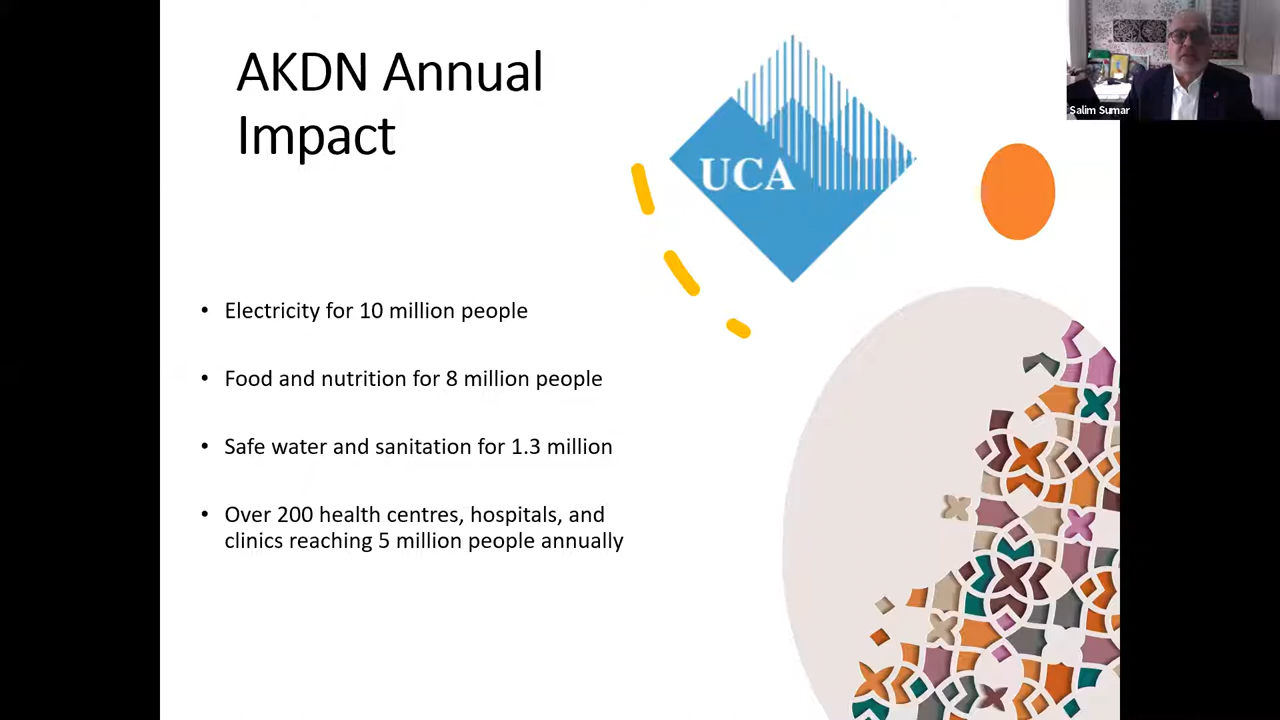 AKDN Annual
Impact
UCA
Salim Sumar
• Electricity for 10 million people
• Food and nutrition for 8 million people
• Safe water and sanitation for 1.3 million
• Over 200 health centres, hospitals, and
clinics reaching 5 million people annually